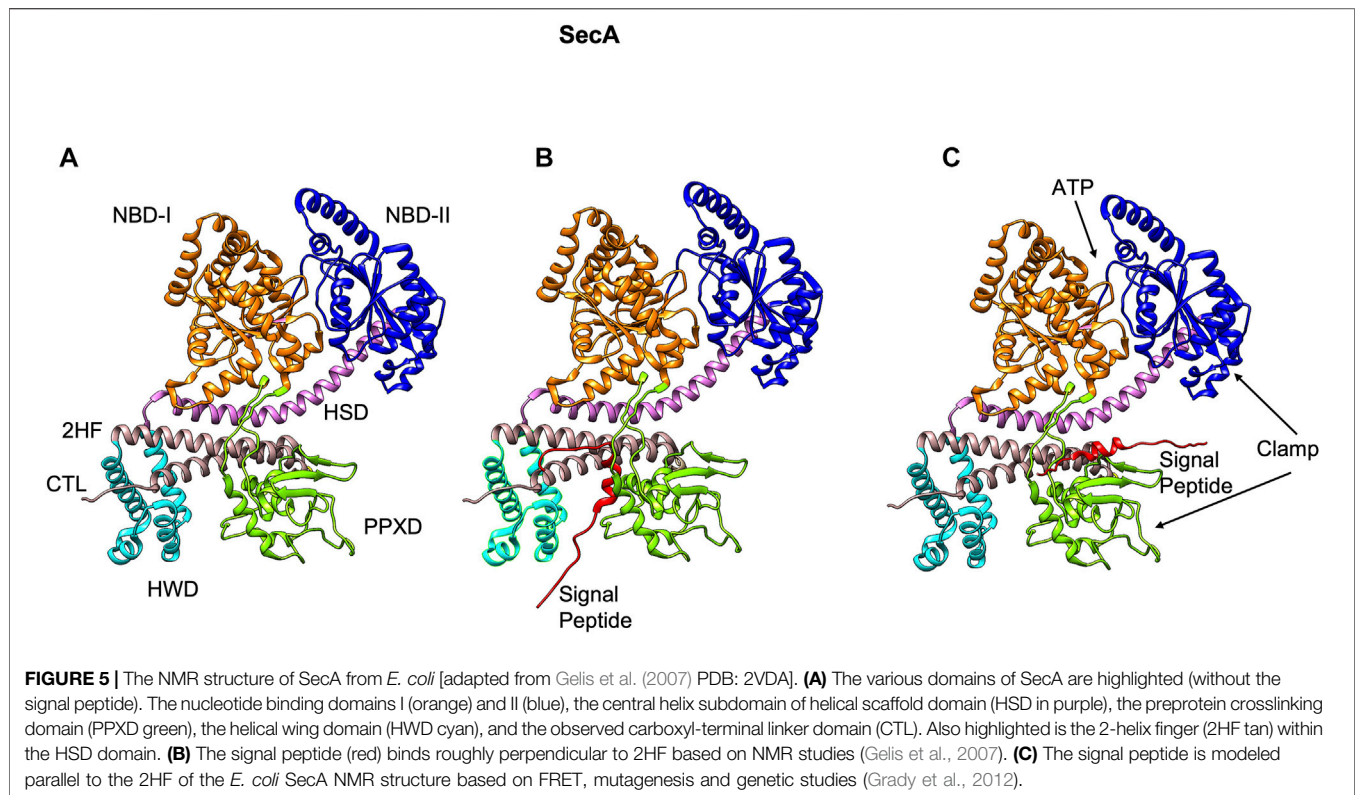 SecA
A
B
C
NBD-I
NBD-II
HSD
2HF
CTL
PPXD
HWD
Signal
Peptide
ATP
Signal
Peptide
Clamp
FIGURE 5 | The NMR structure of SecA from E. coli [adapted from Gelis et al. (2007) PDB: 2VDA]. (A) The various domains of SecA are highlighted (without the
signal peptide). The nucleotide binding domains I (orange) and II (blue), the central helix subdomain of helical scaffold domain (HSD in purple), the preprotein crosslinking
domain (PPXD green), the helical wing domain (HWD cyan), and the observed carboxyl-terminal linker domain (CTL). Also highlighted is the 2-helix finger (2HF tan) within
the HSD domain. (B) The signal peptide (red) binds roughly perpendicular to 2HF based on NMR studies (Gelis et al., 2007). (C) The signal peptide is modeled
parallel to the 2HF of the E. coli SecA NMR structure based on FRET, mutagenesis and genetic studies (Grady et al., 2012).